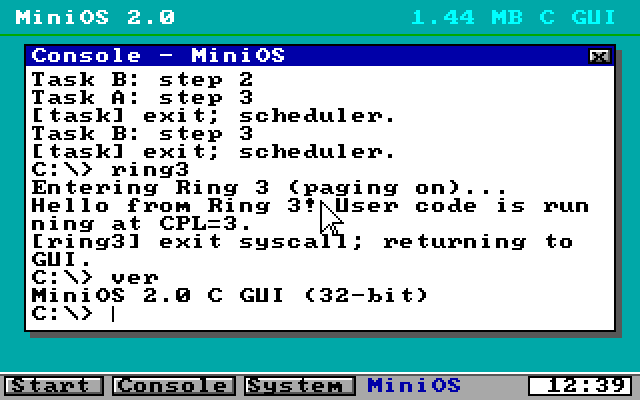 MiniOS 2.0
1.44 MB C GUI
Console - MiniOS
Task B: step 2
Task A: step 3
[task] exit; scheduler.
Task B: step 3
[task] exit; scheduler.
C:\> ring3
Entering Ring 3 (paging on)...
Hello from Ring 3! User code is run
ning at CPL=3.
[ring3] exit syscall; returning to
GUI.
C:\> ver
MiniOS 2.0 C GUI (32-bit)
C:\>
Start Console System MiniOS 12:39